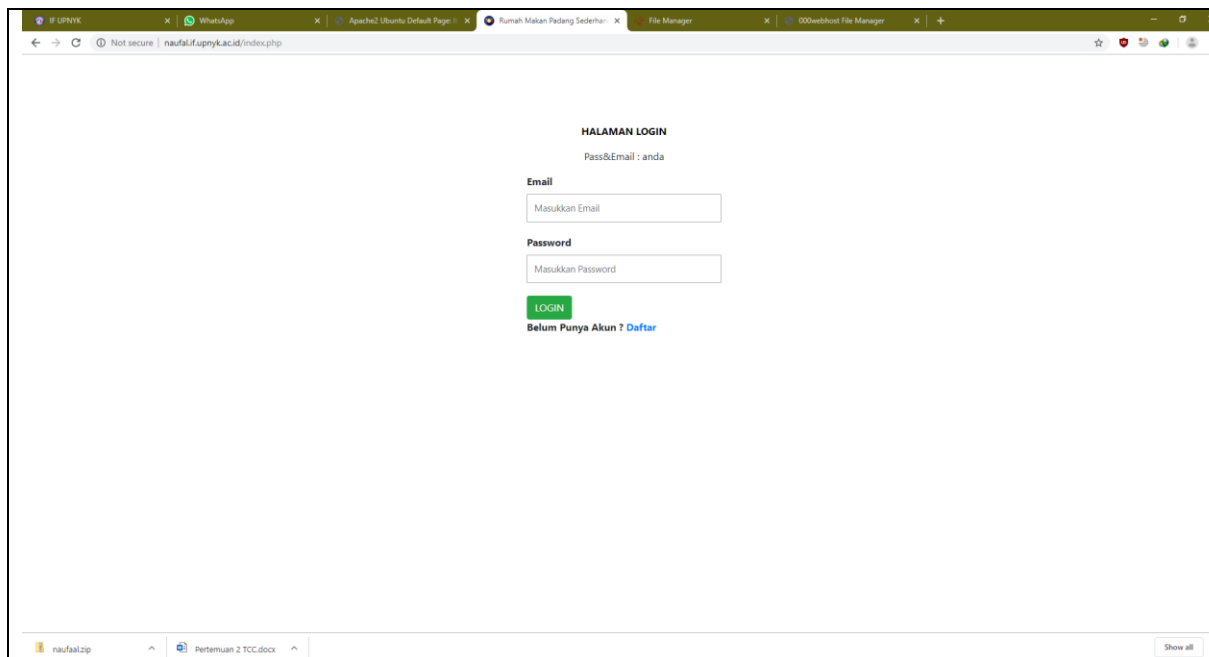 IF UPNYK
WhatsApp
Apache2 Ubuntu Default Page: It
Rumah Makan Padang Sederhan
File Manager
000webhost File Manager
Not secure | naufal.if.upnyk.ac.id/index.php
HALAMAN LOGIN
Pass&Email : anda
Email
Masukkan Email
Password
Masukkan Password
LOGIN
Belum Punya Akun ? Daftar
naufaal.zip
Pertemuan 2 TCC.docx
Show all